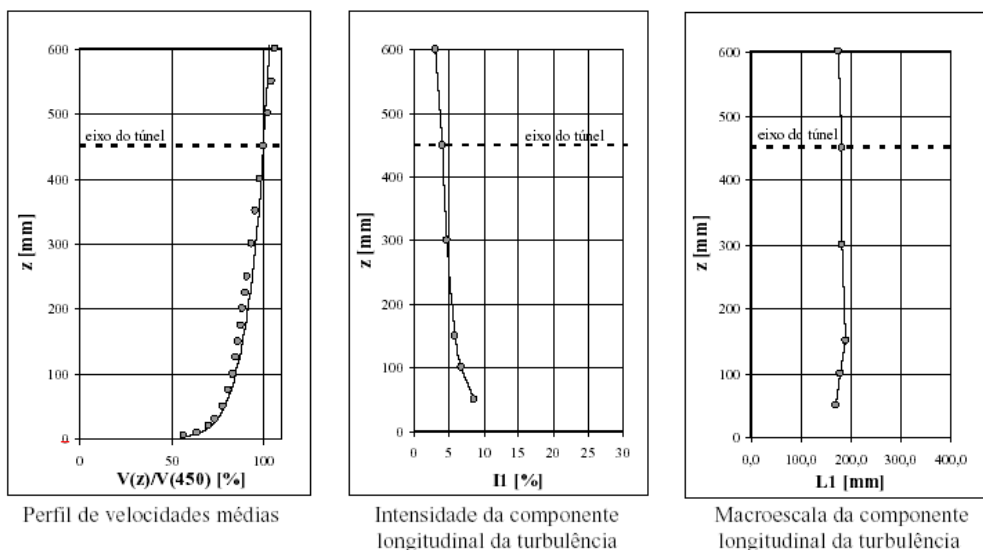 600
500
400
300
200
100
0
z [mm]
eixo do túnel
0
50
100
V(z)/V(450) [%]
Perfil de velocidades médias
600
500
400
300
200
100
0
z [mm]
eixo do túnel
0
5
10
15
20
25
30
I1 [%]
Intensidade da componente
longitudinal da turbulência
600
500
400
300
200
100
0
z [mm]
eixo do túnel
0,0
100,0
200,0
300,0
400,0
L1 [mm]
Macroescala da componente
longitudinal da turbulência